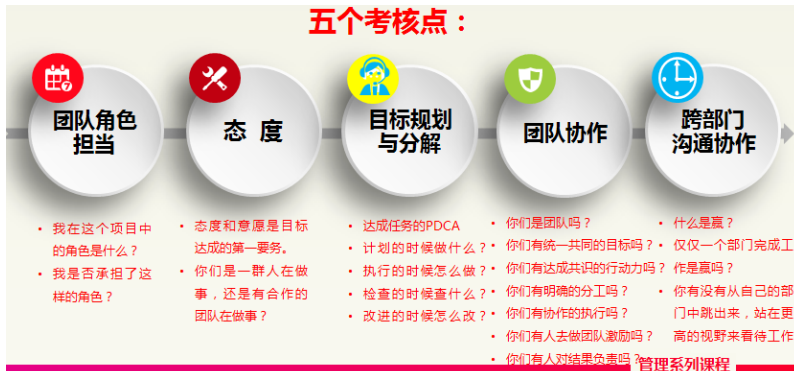 五个考核点：
团队角色
担当
态 度
目标规划
与分解
团队协作
跨部门
沟通协作
• 我在这个项目中
的角色是什么？
• 我是否承担了这
样的角色？
• 态度和意愿是目标
达成的第一要务。
• 你们是一群人在做
事，还是有合作的
团队在做事？
• 达成任务的PDCA
• 计划的时候做什么？
• 执行的时候怎么做？
• 检查的时候查什么？
• 改进的时候怎么改？
• 你们是团队吗？
• 你们有统一共同的目标吗？
• 你们有达成共识的行动力吗？
• 你们有明确的分工吗？
• 你们有协作的执行吗？
• 你们有人去做团队激励吗？
• 你们有人对结果负责吗？
• 什么是赢？
• 仅仅一个部门完成工
作是赢吗？
• 你有没有从自己的部
门中跳出来，站在更
高的视野来看待工作
管理系列课程
7